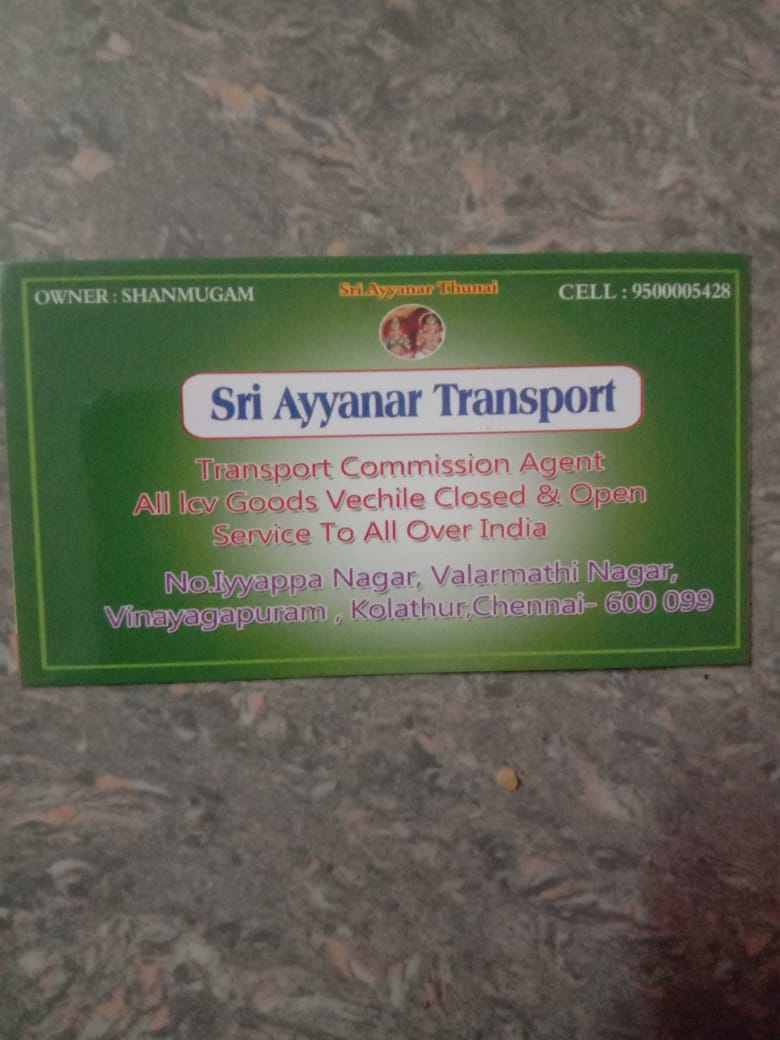 OWNER : SHANMUGAM
Sri Ayyanar Thunai
CELL : 9500005428
Sri Ayyanar Transport
Transport Commission Agent
All lcv Goods Vechile Closed & Open
Service To All Over India
No.Iyyappa Nagar, Valarmathi Nagar,
Vinayagapuram , Kolathur,Chennai- 600 099